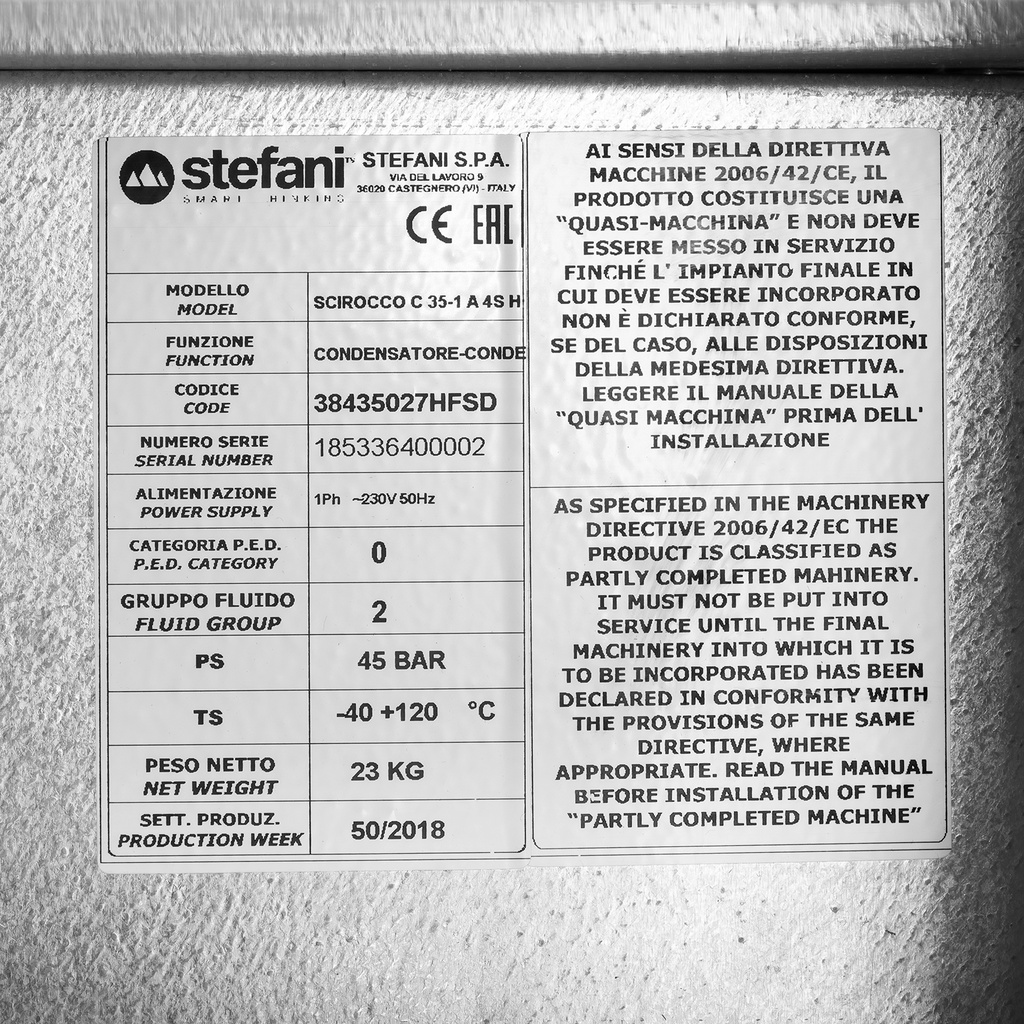 stefani™
SMART THINKING
STEFANI S.P.A.
VIA DEL LAVORO 9
36020 CASTEGNERO (VI) - ITALY
CE EAC
MODELLO
MODEL
SCIROCCO C 35-1 A 4S H
FUNZIONE
FUNCTION
CONDENSATORE-CONDE
CODICE
CODE
38435027HFSD
NUMERO SERIE
SERIAL NUMBER
185336400002
ALIMENTAZIONE
POWER SUPPLY
1Ph ~230V 50Hz
CATEGORIA P.E.D.
P.E.D. CATEGORY
0
GRUPPO FLUIDO
FLUID GROUP
2
PS
45 BAR
TS
-40 +120 °C
PESO NETTO
NET WEIGHT
23 KG
SETT. PRODUZ.
PRODUCTION WEEK
50/2018
AI SENSI DELLA DIRETTIVA
MACCHINE 2006/42/CE, IL
PRODOTTO COSTITUISCE UNA
“QUASI-MACCHINA” E NON DEVE
ESSERE MESSO IN SERVIZIO
FINCHÉ L' IMPIANTO FINALE IN
CUI DEVE ESSERE INCORPORATO
NON È DICHIARATO CONFORME,
SE DEL CASO, ALLE DISPOSIZIONI
DELLA MEDESIMA DIRETTIVA.
LEGGERE IL MANUALE DELLA
“QUASI MACCHINA” PRIMA DELL'
INSTALLAZIONE
AS SPECIFIED IN THE MACHINERY
DIRECTIVE 2006/42/EC THE
PRODUCT IS CLASSIFIED AS
PARTLY COMPLETED MAHINERY.
IT MUST NOT BE PUT INTO
SERVICE UNTIL THE FINAL
MACHINERY INTO WHICH IT IS
TO BE INCORPORATED HAS BEEN
DECLARED IN CONFORMITY WITH
THE PROVISIONS OF THE SAME
DIRECTIVE, WHERE
APPROPRIATE. READ THE MANUAL
BEFORE INSTALLATION OF THE
“PARTLY COMPLETED MACHINE”